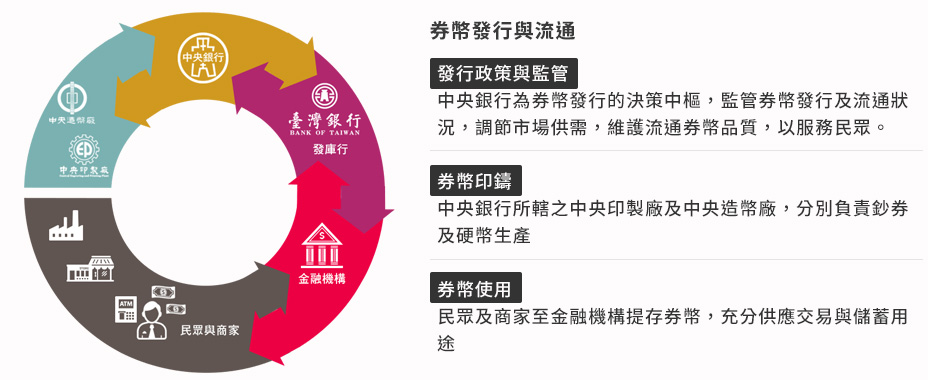 中央銀行
中央造幣廠
中央印製廠
臺灣銀行
BANK OF TAIWAN
發庫行
金融機構
ATM
民眾與商家
券幣發行與流通
發行政策與監管
中央銀行為券幣發行的決策中樞，監管券幣發行及流通狀
況，調節市場供需，維護流通券幣品質，以服務民眾。
券幣印鑄
中央銀行所轄之中央印製廠及中央造幣廠，分別負責鈔券
及硬幣生產
券幣使用
民眾及商家至金融機構提存券幣，充分供應交易與儲蓄用
途